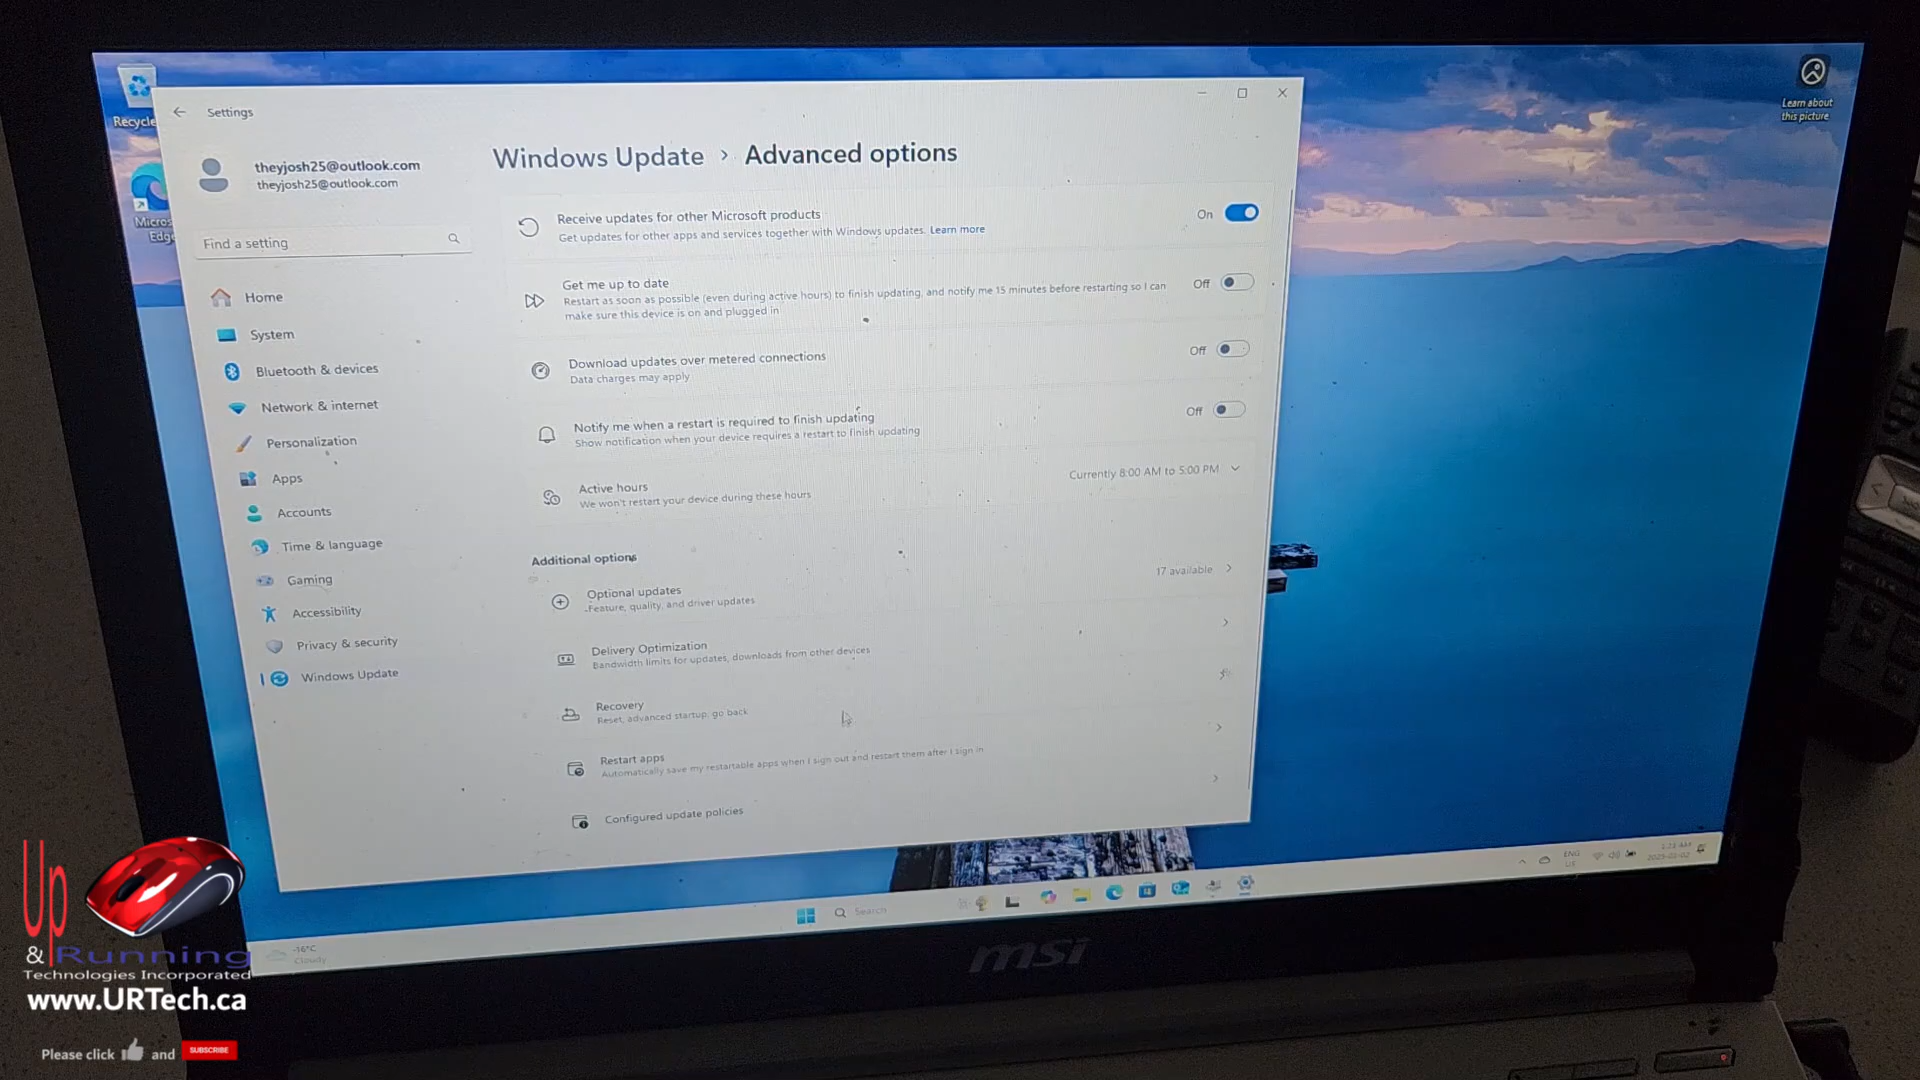 Recycle
Micros
Edge
Learn about
this picture
Settings
theyjosh25@outlook.com
theyjosh25@outlook.com
Find a setting
Home
System
Bluetooth & devices
Network & internet
Personalization
Apps
Accounts
Time & language
Gaming
Accessibility
Privacy & security
Windows Update
Windows Update > Advanced options
Receive updates for other Microsoft products
Get updates for other apps and services together with Windows updates. Learn more
On
Get me up to date
Restart as soon as possible (even during active hours) to finish updating, and notify me 15 minutes before restarting so I can
make sure this device is on and plugged in
Off
Download updates over metered connections
Data charges may apply
Off
Notify me when a restart is required to finish updating
Show notification when your device requires a restart to finish updating
Off
Active hours
We won't restart your device during these hours
Currently 8:00 AM to 5:00 PM
Additional options
Optional updates
Feature, quality, and driver updates
17 available
Delivery Optimization
Bandwidth limits for updates, downloads from other devices
Recovery
Reset, advanced startup, go back
Restart apps
Automatically save my restartable apps when I sign out and restart them after I sign in
Configured update policies
-16°C
Cloudy
Search
ENG
US
msi
Up
& Running
Technologies Incorporated
www.URTech.ca
Please click and SUBSCRIBE